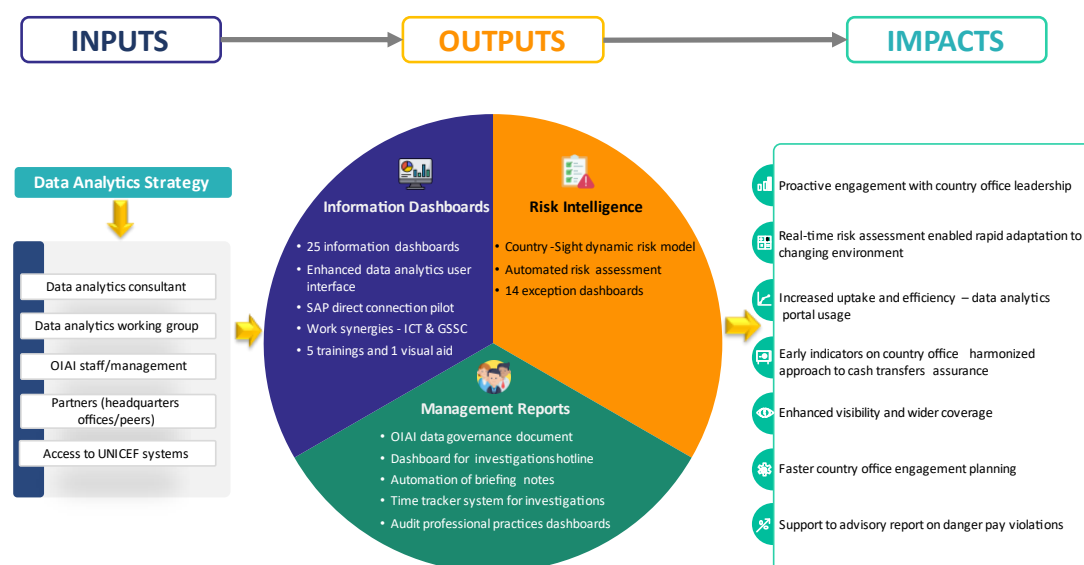 INPUTS
OUTPUTS
IMPACTS
Data Analytics Strategy
Data analytics consultant
Data analytics working group
OIAI staff/management
Partners (headquarters
offices/peers)
Access to UNICEF systems
Information Dashboards
• 25 information dashboards
• Enhanced data analytics user
interface
• SAP direct connection pilot
• Work synergies - ICT & GSSC
• 5 trainings and 1 visual aid
Risk Intelligence
• Country -Sight dynamic risk model
• Automated risk assessment
• 14 exception dashboards
Management Reports
• OIAI data governance document
• Dashboard for investigationshotline
• Automation of briefing notes
• Time tracker system for investigations
• Audit professional practices dashboards
Proactive engagement with country office leadership
Real-time risk assessment enabled rapid adaptation to
changing environment
Increased uptake and efficiency – data analytics
portal usage
Early indicators on country office harmonized
approach to cash transfers assurance
Enhanced visibility and wider coverage
Faster country office engagement planning
Support to advisory report on danger pay violations